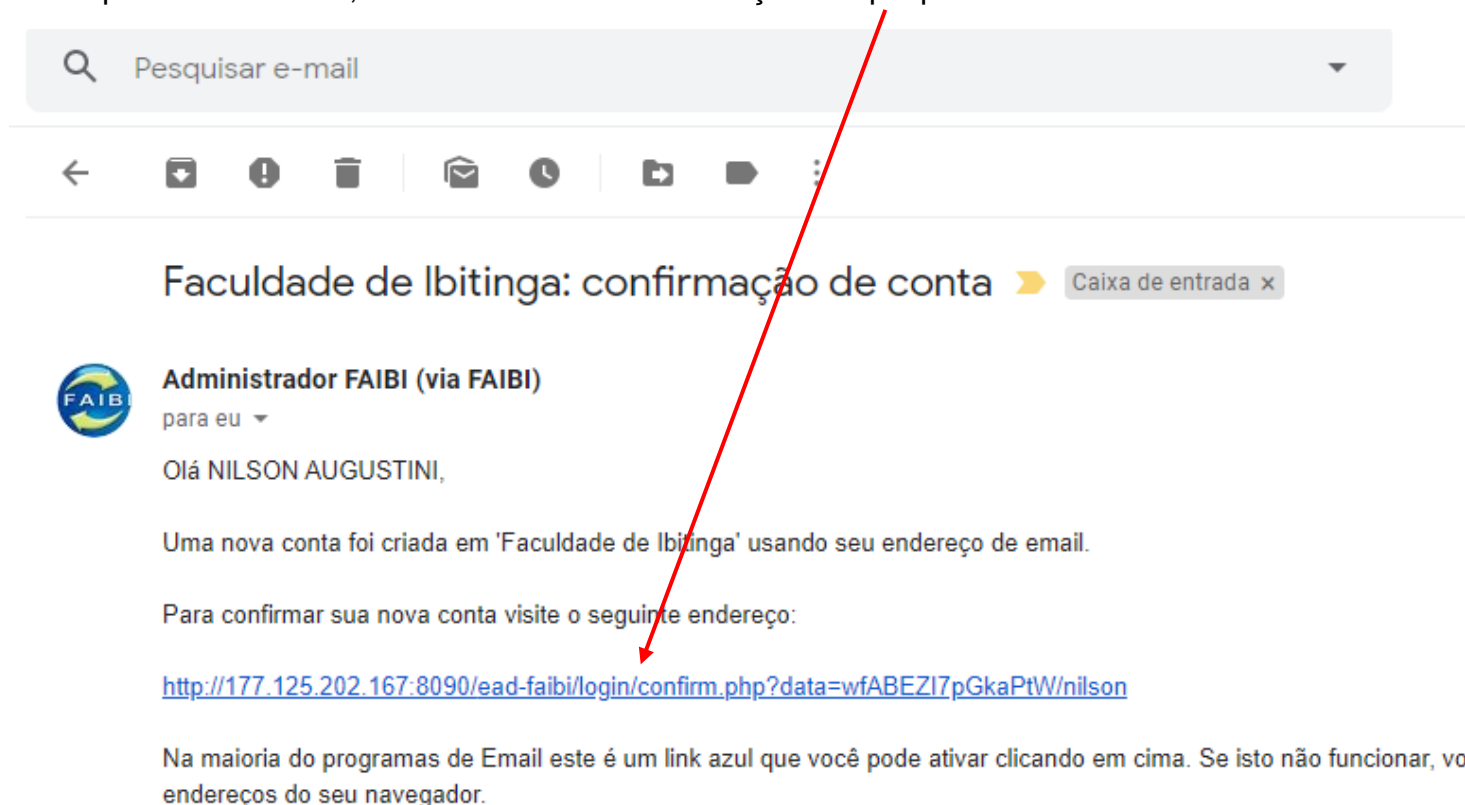 Pesquisar e-mail
Faculdade de Ibitinga: confirmação de conta Caixa de entrada x
FAIBI
Administrador FAIBI (via FAIBI)
para eu
Olá NILSON AUGUSTINI,
Uma nova conta foi criada em 'Faculdade de Ibitinga' usando seu endereço de email.
Para confirmar sua nova conta visite o seguinte endereço:
http://177.125.202.167:8090/ead-faibi/login/confirm.php?data=wfABEZI7pGkaPtW/nilson
Na maioria do programas de Email este é um link azul que você pode ativar clicando em cima. Se isto não funcionar, vo
endereços do seu navegador.